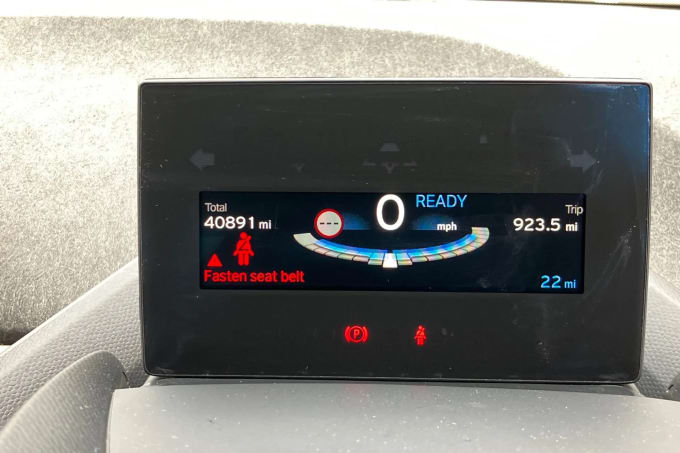 READY
Total
0
Trip
40891 mi
---
mph
923.5 mi
Fasten seat belt
22 mi
P